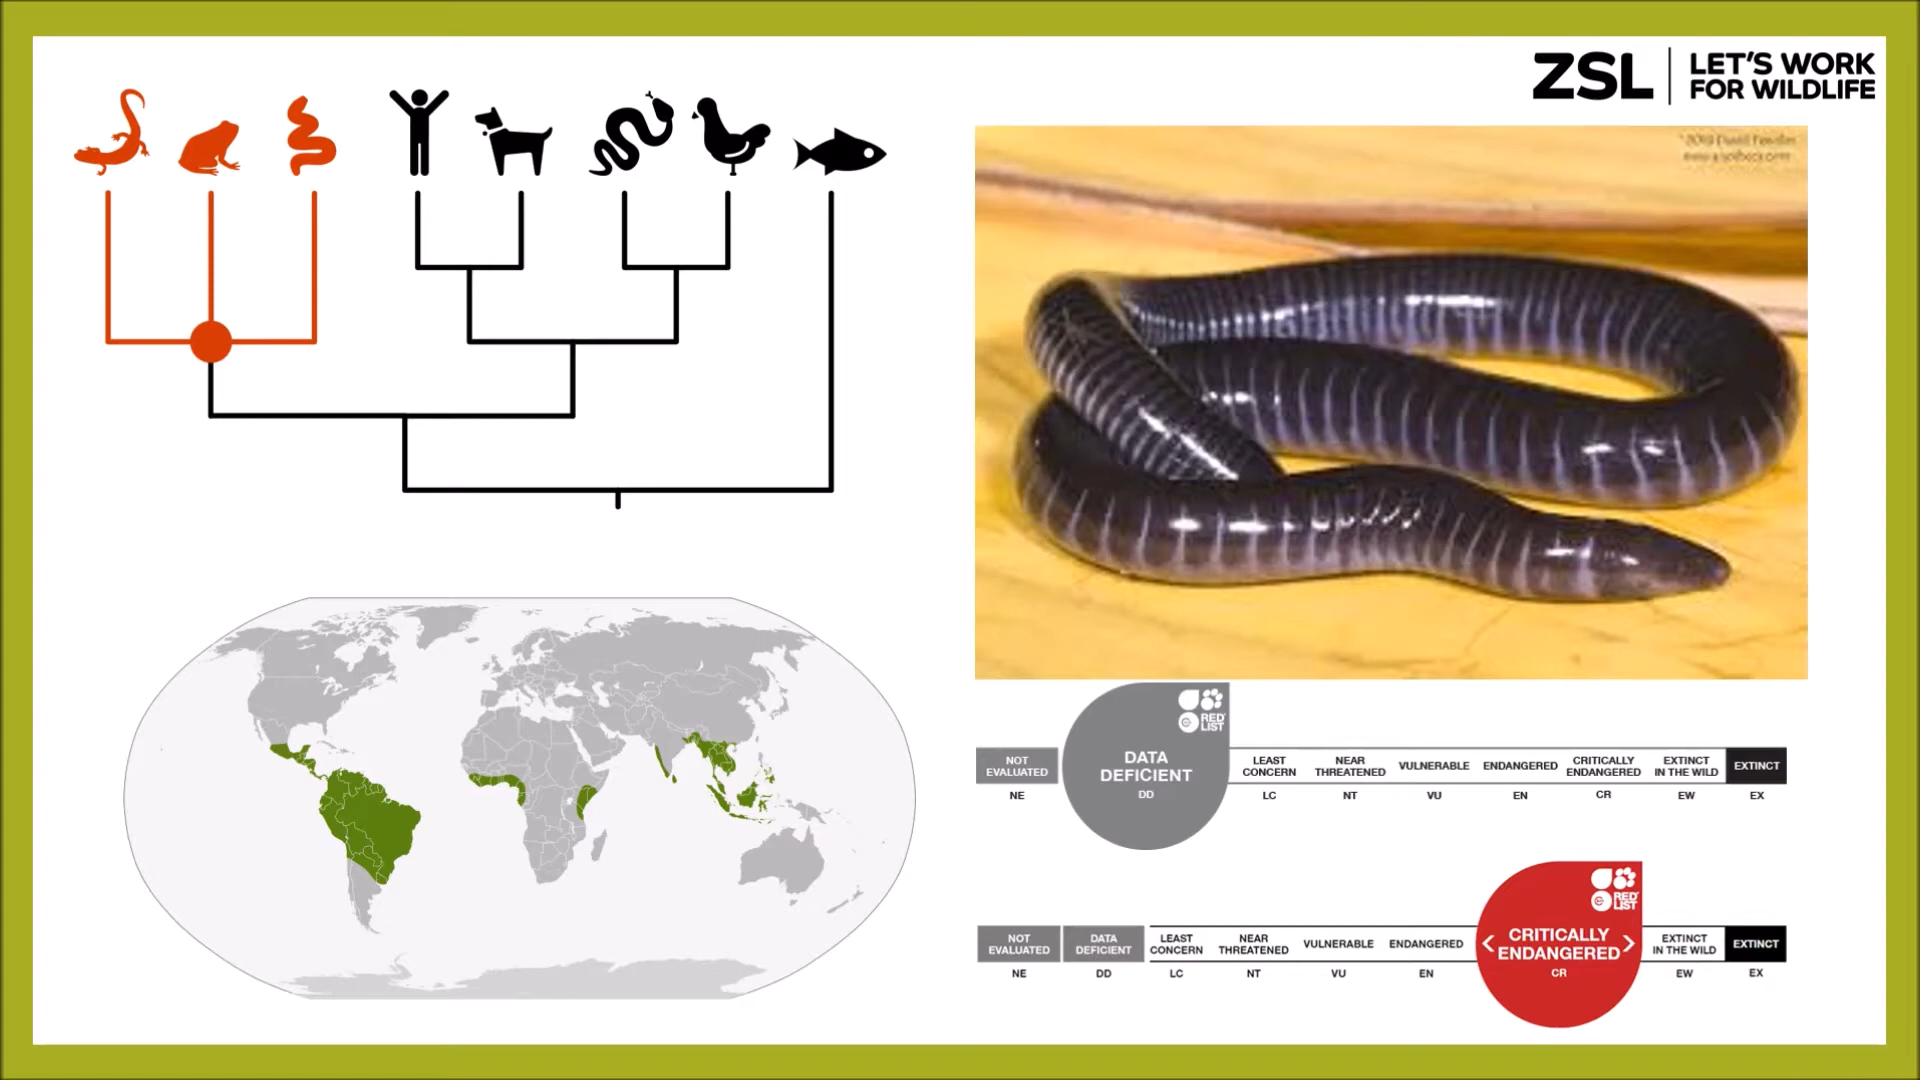 ZSL
LET'S WORK
FOR WILDLIFE
RED
LIST
DATA
DEFICIENT
DD
NOT
EVALUATED
NE
LEAST
CONCERN
LC
NEAR
THREATENED
NT
VULNERABLE
VU
ENDANGERED
EN
CRITICALLY
ENDANGERED
CR
EXTINCT
IN THE WILD
EW
EXTINCT
EX
RED
LIST
NOT
EVALUATED
NE
DATA
DEFICIENT
DD
LEAST
CONCERN
LC
NEAR
THREATENED
NT
VULNERABLE
VU
ENDANGERED
EN
CRITICALLY
ENDANGERED
CR
EXTINCT
IN THE WILD
EW
EXTINCT
EX